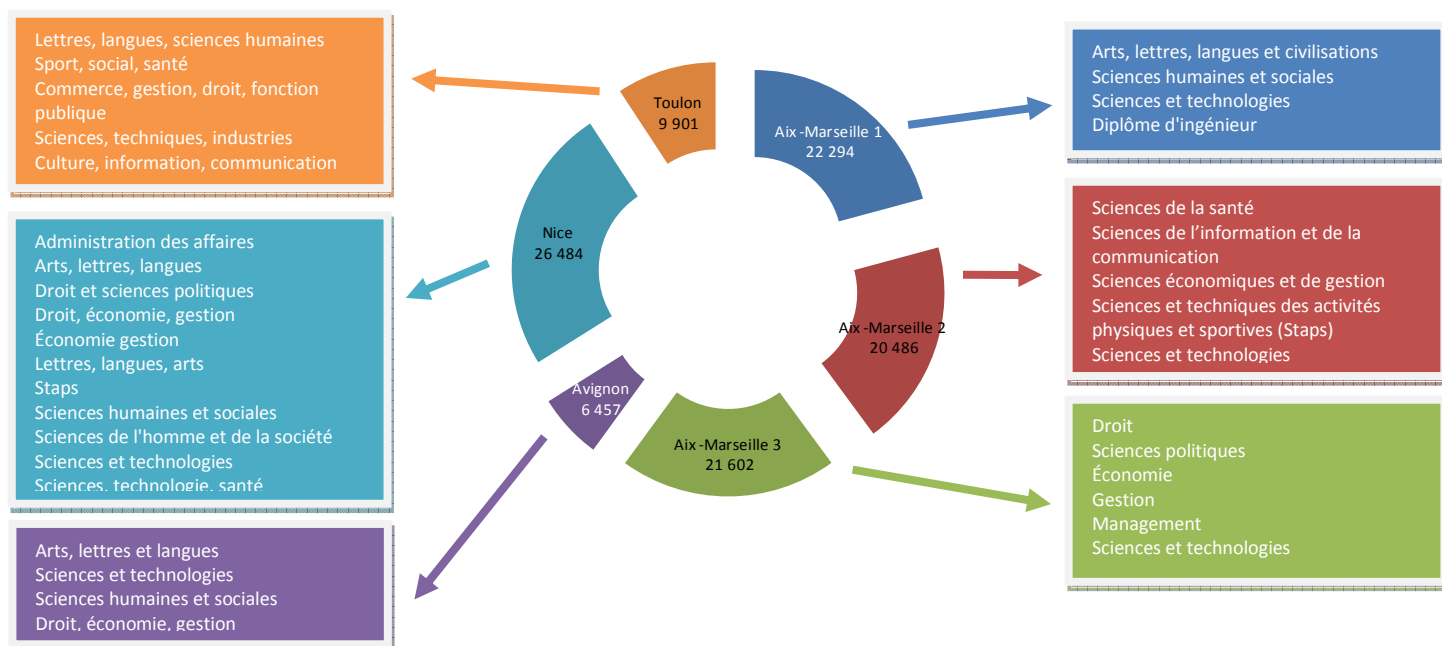 Lettres, langues, sciences humaines
Sport, social, santé
Commerce, gestion, droit, fonction
publique
Sciences, techniques, industries
Culture, information, communication
Administration des affaires
Arts, lettres, langues
Droit et sciences politiques
Droit, économie, gestion
Économie gestion
Lettres, langues, arts
Staps
Sciences humaines et sociales
Sciences de l'homme et de la société
Sciences et technologies
Sciences, technologie, santé
Arts, lettres et langues
Sciences et technologies
Sciences humaines et sociales
Droit, économie, gestion
Toulon
9 901
Aix -Marseille 1
22 294
Nice
26 484
Aix -Marseille 2
20 486
Avignon
6 457
Aix -Marseille 3
21 602
Arts, lettres, langues et civilisations
Sciences humaines et sociales
Sciences et technologies
Diplôme d'ingénieur
Sciences de la santé
Sciences de l’information et de la
communication
Sciences économiques et de gestion
Sciences et techniques des activités
physiques et sportives (Staps)
Sciences et technologies
Droit
Sciences politiques
Économie
Gestion
Management
Sciences et technologies